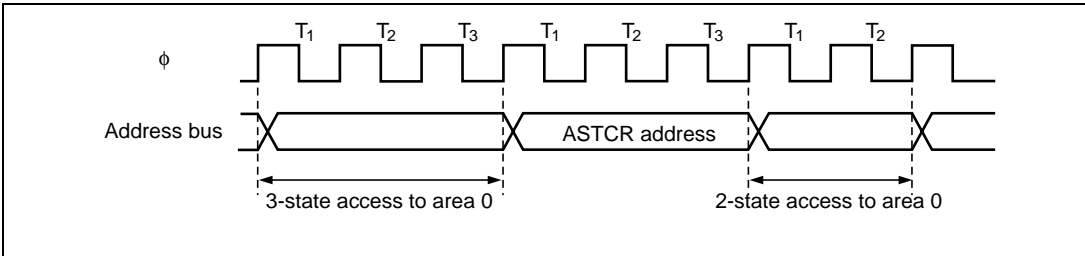 T1 T2 T3 T1 T2 T3 T1 T2
φ
Address bus
ASTCR address
3-state access to area 0
2-state access to area 0